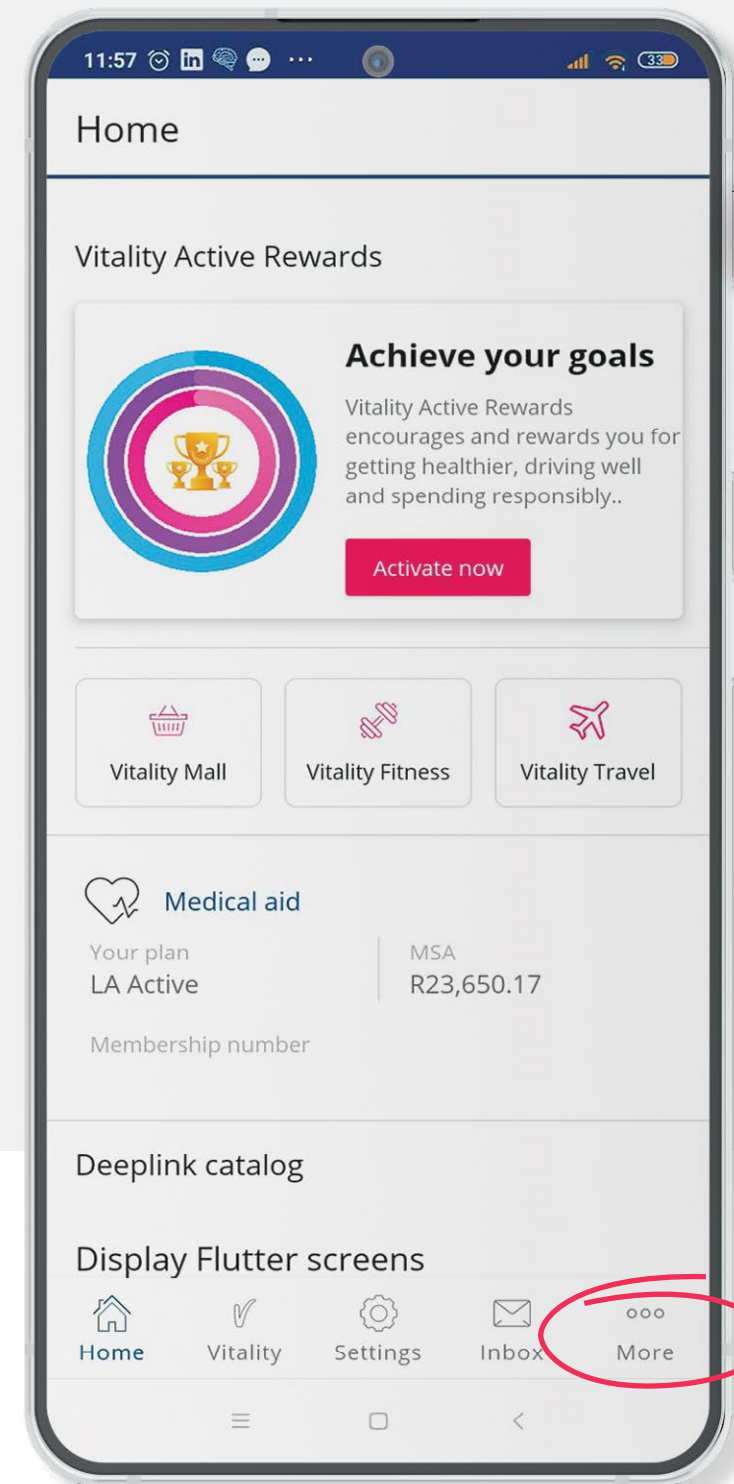 11:57
33
Home
Vitality Active Rewards
Achieve your goals
Vitality Active Rewards
encourages and rewards you for
getting healthier, driving well
and spending responsibly..
Activate now
Vitality Mall
Vitality Fitness
Vitality Travel
Medical aid
Your plan
MSA
LA Active
R23,650.17
Membership number
Deeplink catalog
Display Flutter screens
Home
Vitality
Settings
Inbox
More